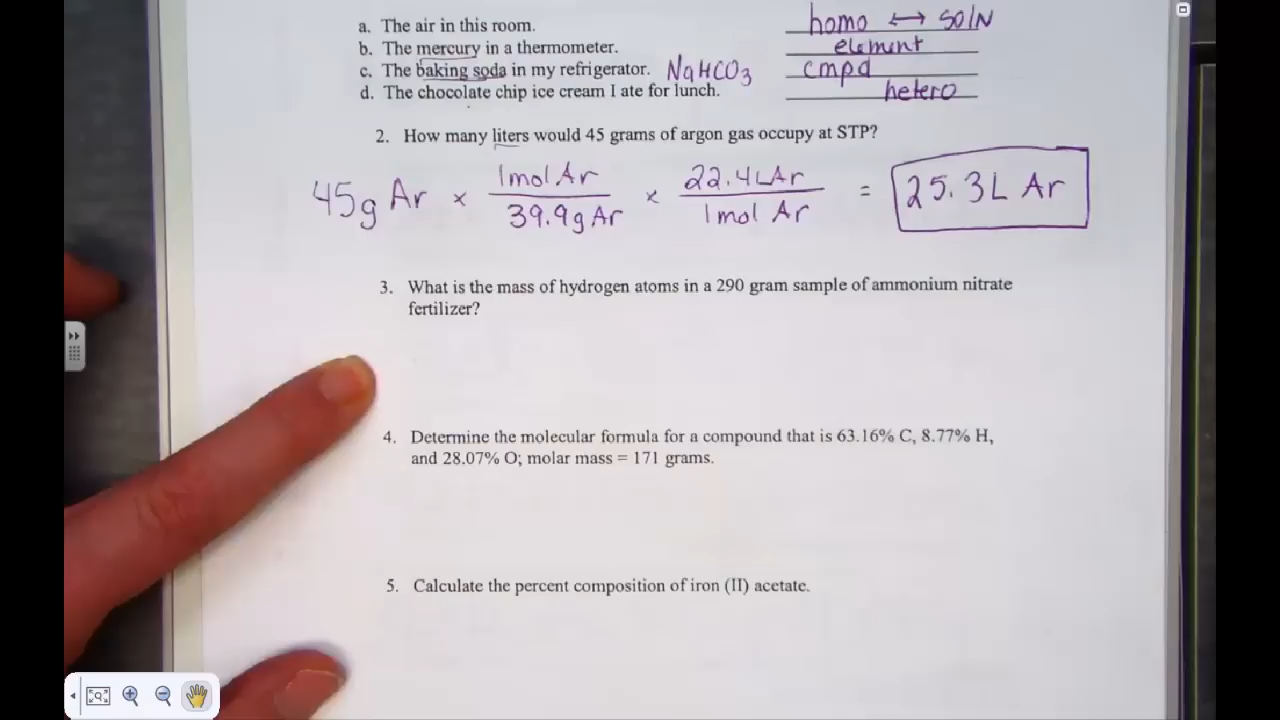 a. The air in this room. homo ↔ soln
b. The mercury in a thermometer. element
c. The baking soda in my refrigerator. NaHCO3 cmpd
d. The chocolate chip ice cream I ate for lunch. hetero
2. How many liters would 45 grams of argon gas occupy at STP?
45g Ar × 1mol Ar / 39.9g Ar × 22.4L Ar / 1mol Ar = 25.3L Ar
3. What is the mass of hydrogen atoms in a 290 gram sample of ammonium nitrate
fertilizer?
4. Determine the molecular formula for a compound that is 63.16% C, 8.77% H,
and 28.07% O; molar mass = 171 grams.
5. Calculate the percent composition of iron (II) acetate.